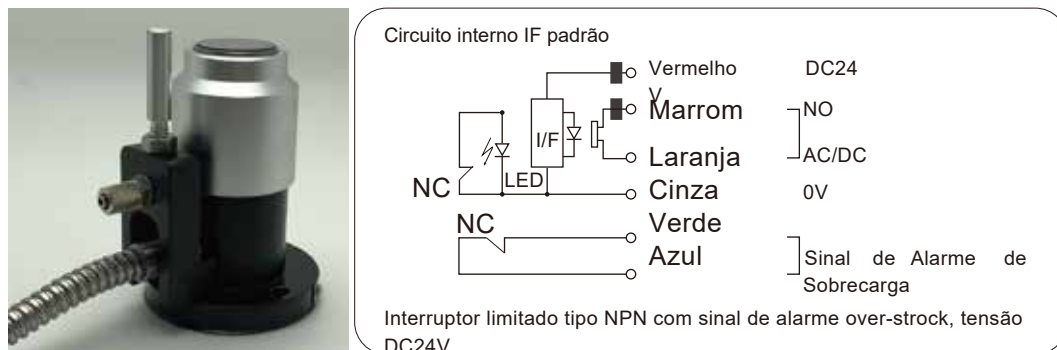 Circuito interno IF padrão
Vermelho DC24
V
Marrom NO
I/F
Laranja AC/DC
LED
NC Cinza 0V
NC Verde
Azul
Sinal de Alarme de
Sobrecarga
Interruptor limitado tipo NPN com sinal de alarme over-strock, tensão
DC24V